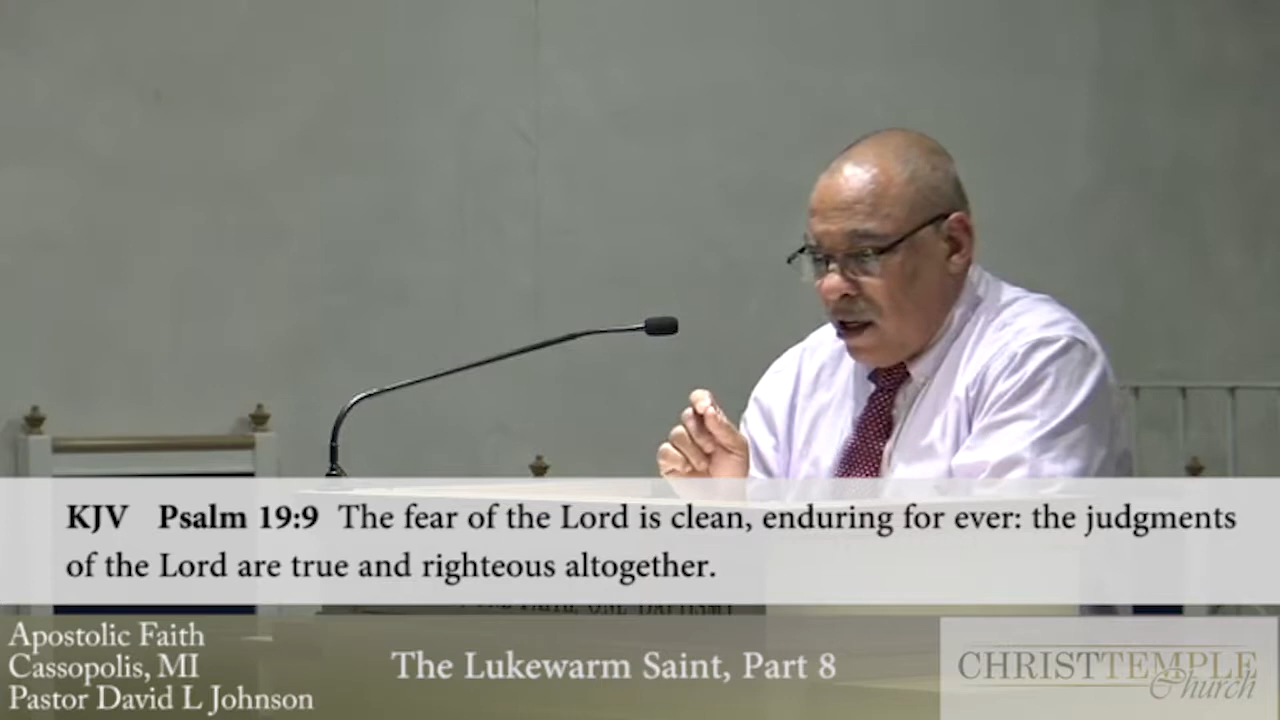 KJV Psalm 19:9 The fear of the Lord is clean, enduring for ever: the judgments
of the Lord are true and righteous altogether.
ONE BAPTISM
Apostolic Faith
Cassopolis, MI
Pastor David L Johnson
The Lukewarm Saint, Part 8
CHRISTTEMPLE
Church